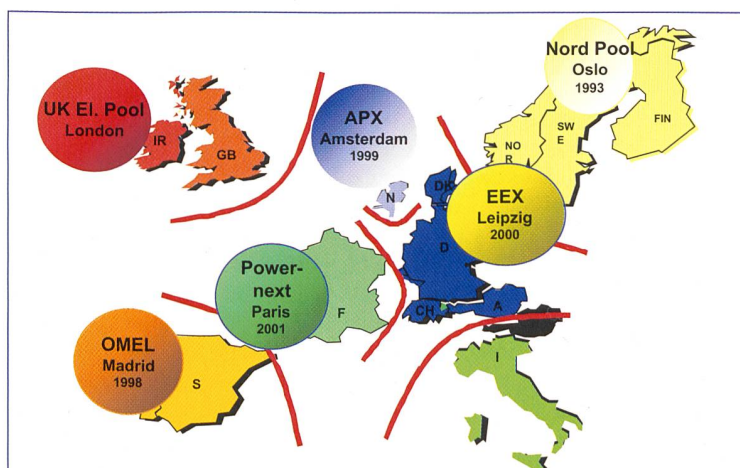 Nord Pool
Oslo
1993
UK El. Pool
London
APX
Amsterdam
1999
IR
GB
NO
R
SW
E
FIN
N
DK
EEX
Leipzig
2000
D
Power-
next
Paris
2001
F
CH
L
A
OMEL
Madrid
1998
S
I